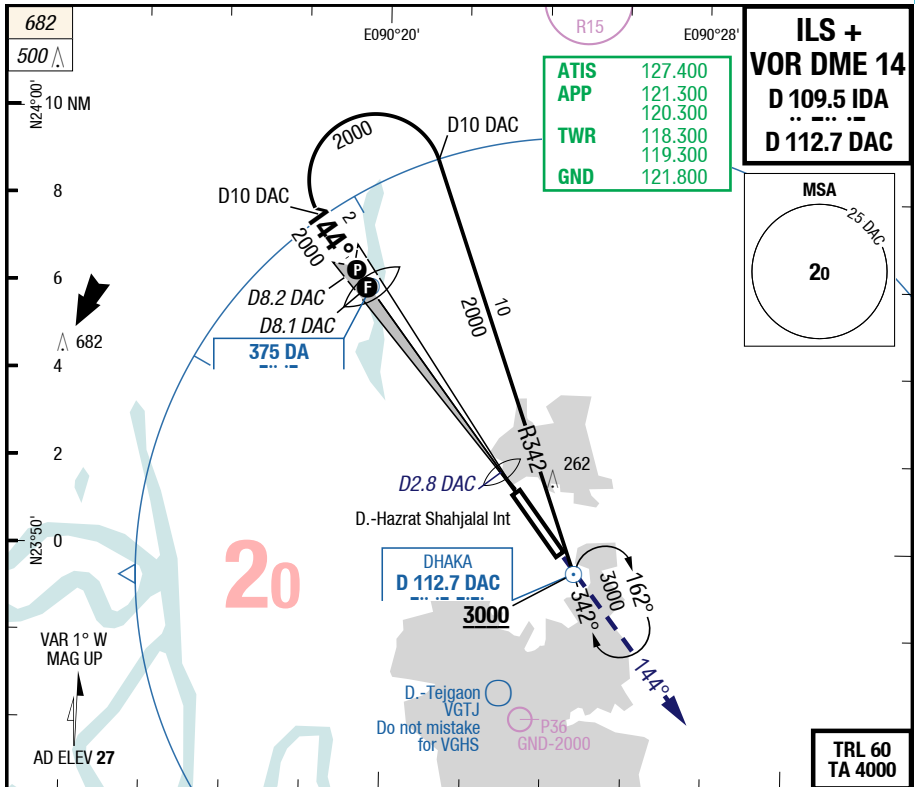 682
500
E090°20'
R15
E090°28'
ILS +
VOR DME 14
D 109.5 IDA
D 112.7 DAC
ATIS 127.400
APP 121.300
120.300
TWR 118.300
119.300
GND 121.800
N24°00'
10 NM
2000
D10 DAC
MSA
25 DAC
20
8
D10 DAC
2
144°
2000
P
F
6
D8.2 DAC
D8.1 DAC
10
2000
682
375 DA
4
2
R342
262
D2.8 DAC
D.-Hazrat Shahjalal Int
N23°50'
0
20
DHAKA
D 112.7 DAC
3000
162°
3000
342°
144°
VAR 1° W
MAG UP
AD ELEV 27
D.-Tejgaon
VGTJ
Do not mistake
for VGHS
P36
GND-2000
TRL 60
TA 4000